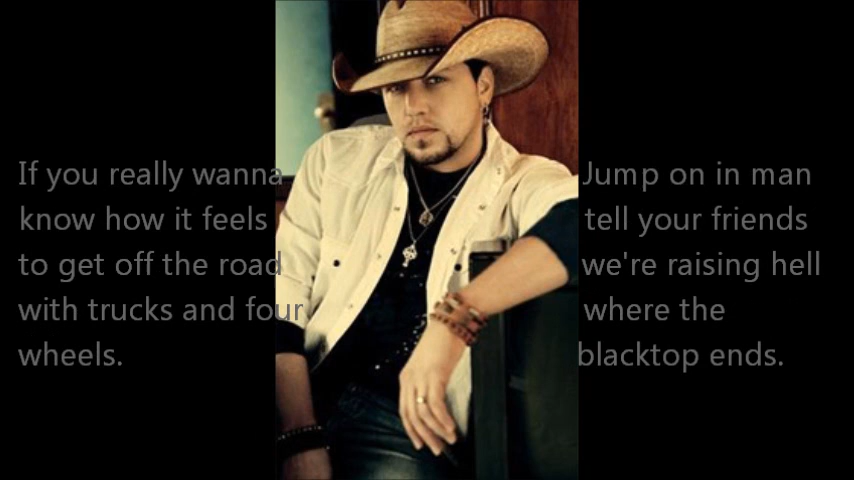 If you really wanna
know how it feels
to get off the road
with trucks and four
wheels.
Jump on in man
tell your friends
we're raising hell
where the
blacktop ends.